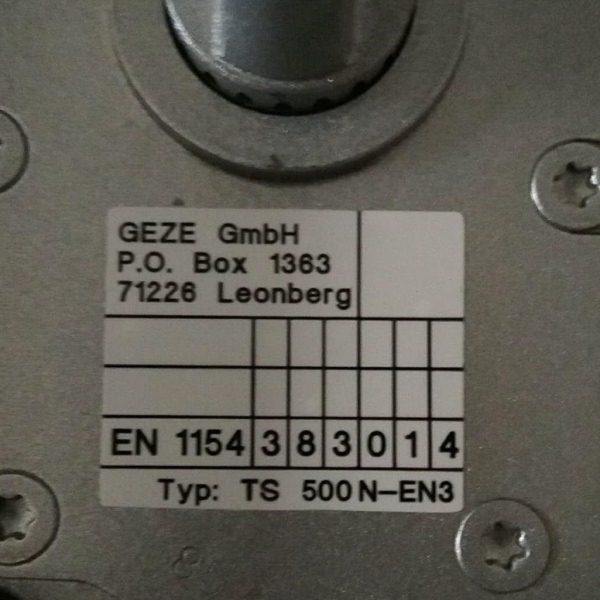 GEZE GmbH
P.O. Box 1363
71226 Leonberg
EN 1154 3 8 3 0 1 4
Typ: TS 500 N-EN3